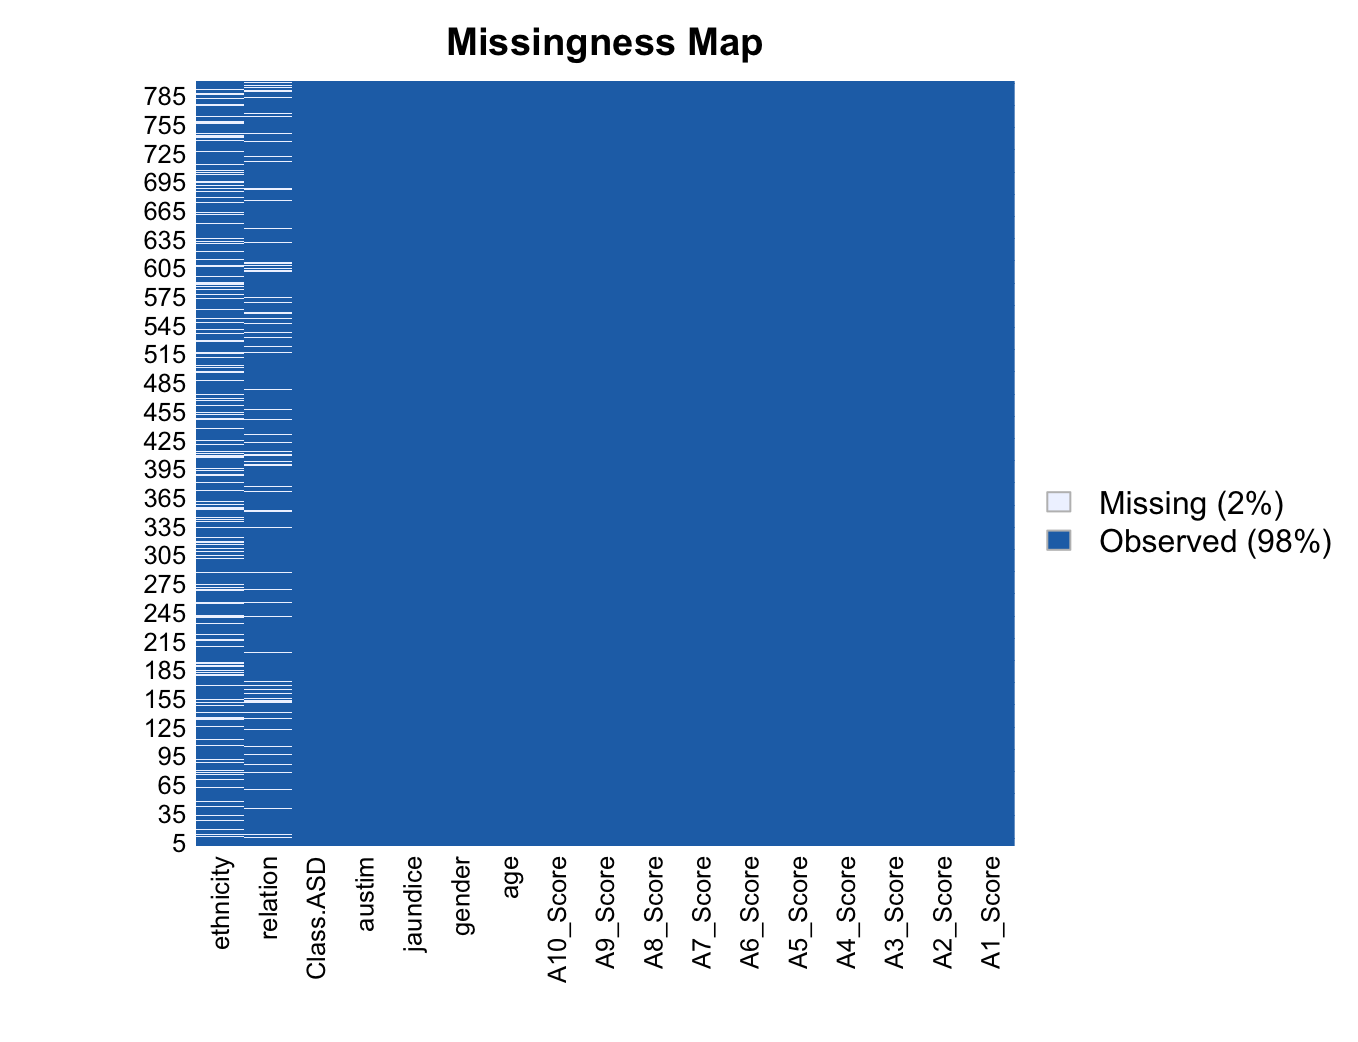 Missingness Map
785
755
725
695
665
635
605
575
545
515
485
455
425
395
365
335
305
275
245
215
185
155
125
95
65
35
5
Missing (2%)
Observed (98%)
ethnicity
relation
Class.ASD
austim
jaundice
gender
age
A10_Score
A9_Score
A8_Score
A7_Score
A6_Score
A5_Score
A4_Score
A3_Score
A2_Score
A1_Score